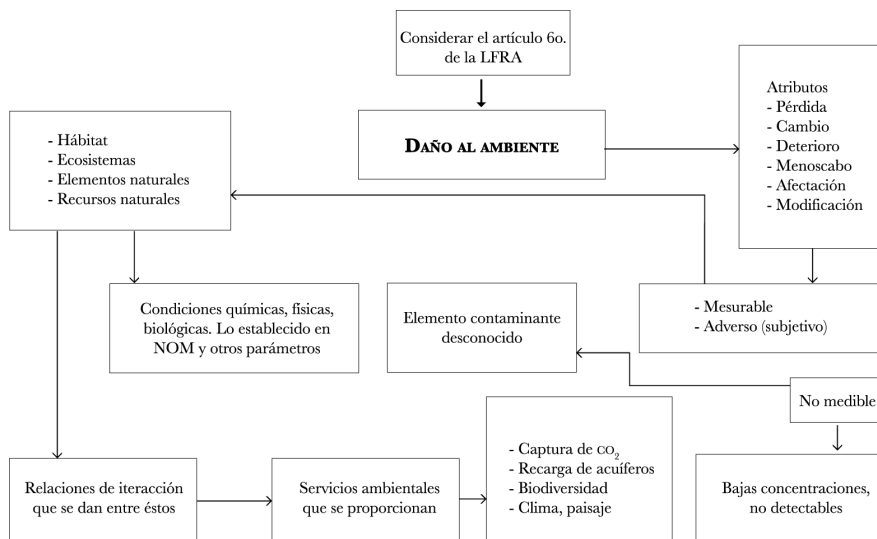 Considerar el artículo 6o.
de la LFRA
DAÑO AL AMBIENTE
Atributos
- Pérdida
- Cambio
- Deterioro
- Menoscabo
- Afectación
- Modificación
- Hábitat
- Ecosistemas
- Elementos naturales
- Recursos naturales
Condiciones químicas, físicas,
biológicas. Lo establecido en
NOM y otros parámetros
Elemento contaminante
desconocido
- Mesurable
- Adverso (subjetivo)
No medible
Relaciones de iteracción
que se dan entre éstos
Servicios ambientales
que se proporcionan
- Captura de CO₂
- Recarga de acuíferos
- Biodiversidad
- Clima, paisaje
Bajas concentraciones,
no detectables